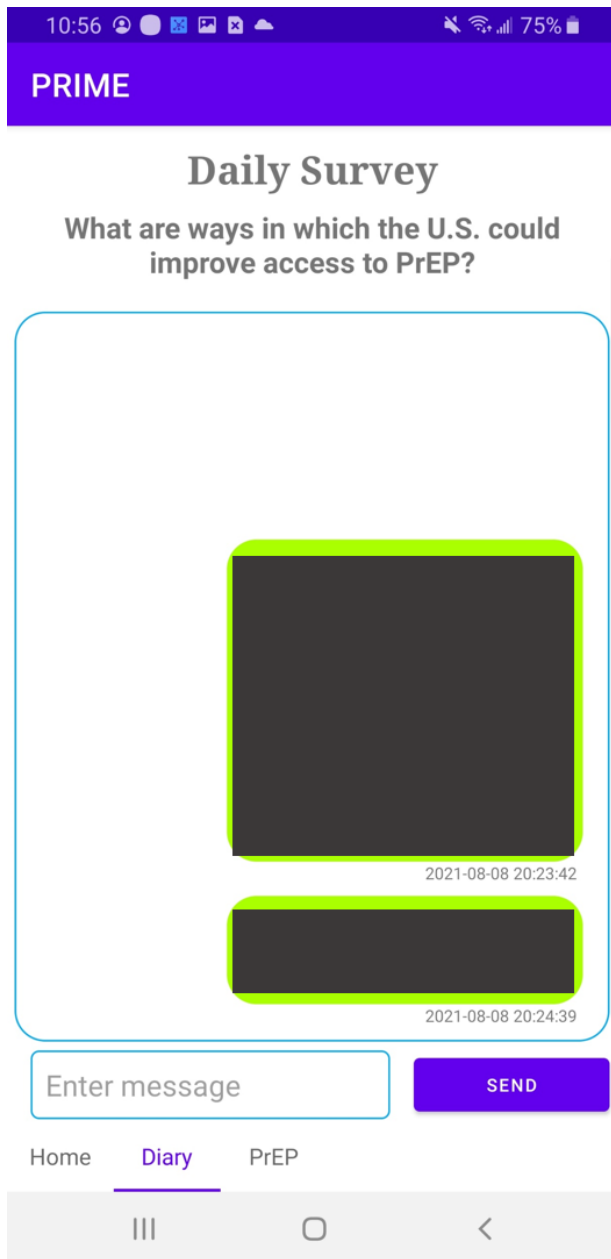 10:56 75%
PRIME
Daily Survey
What are ways in which the U.S. could
improve access to PrEP?
2021-08-08 20:23:42
2021-08-08 20:24:39
Enter message SEND
Home Diary PrEP